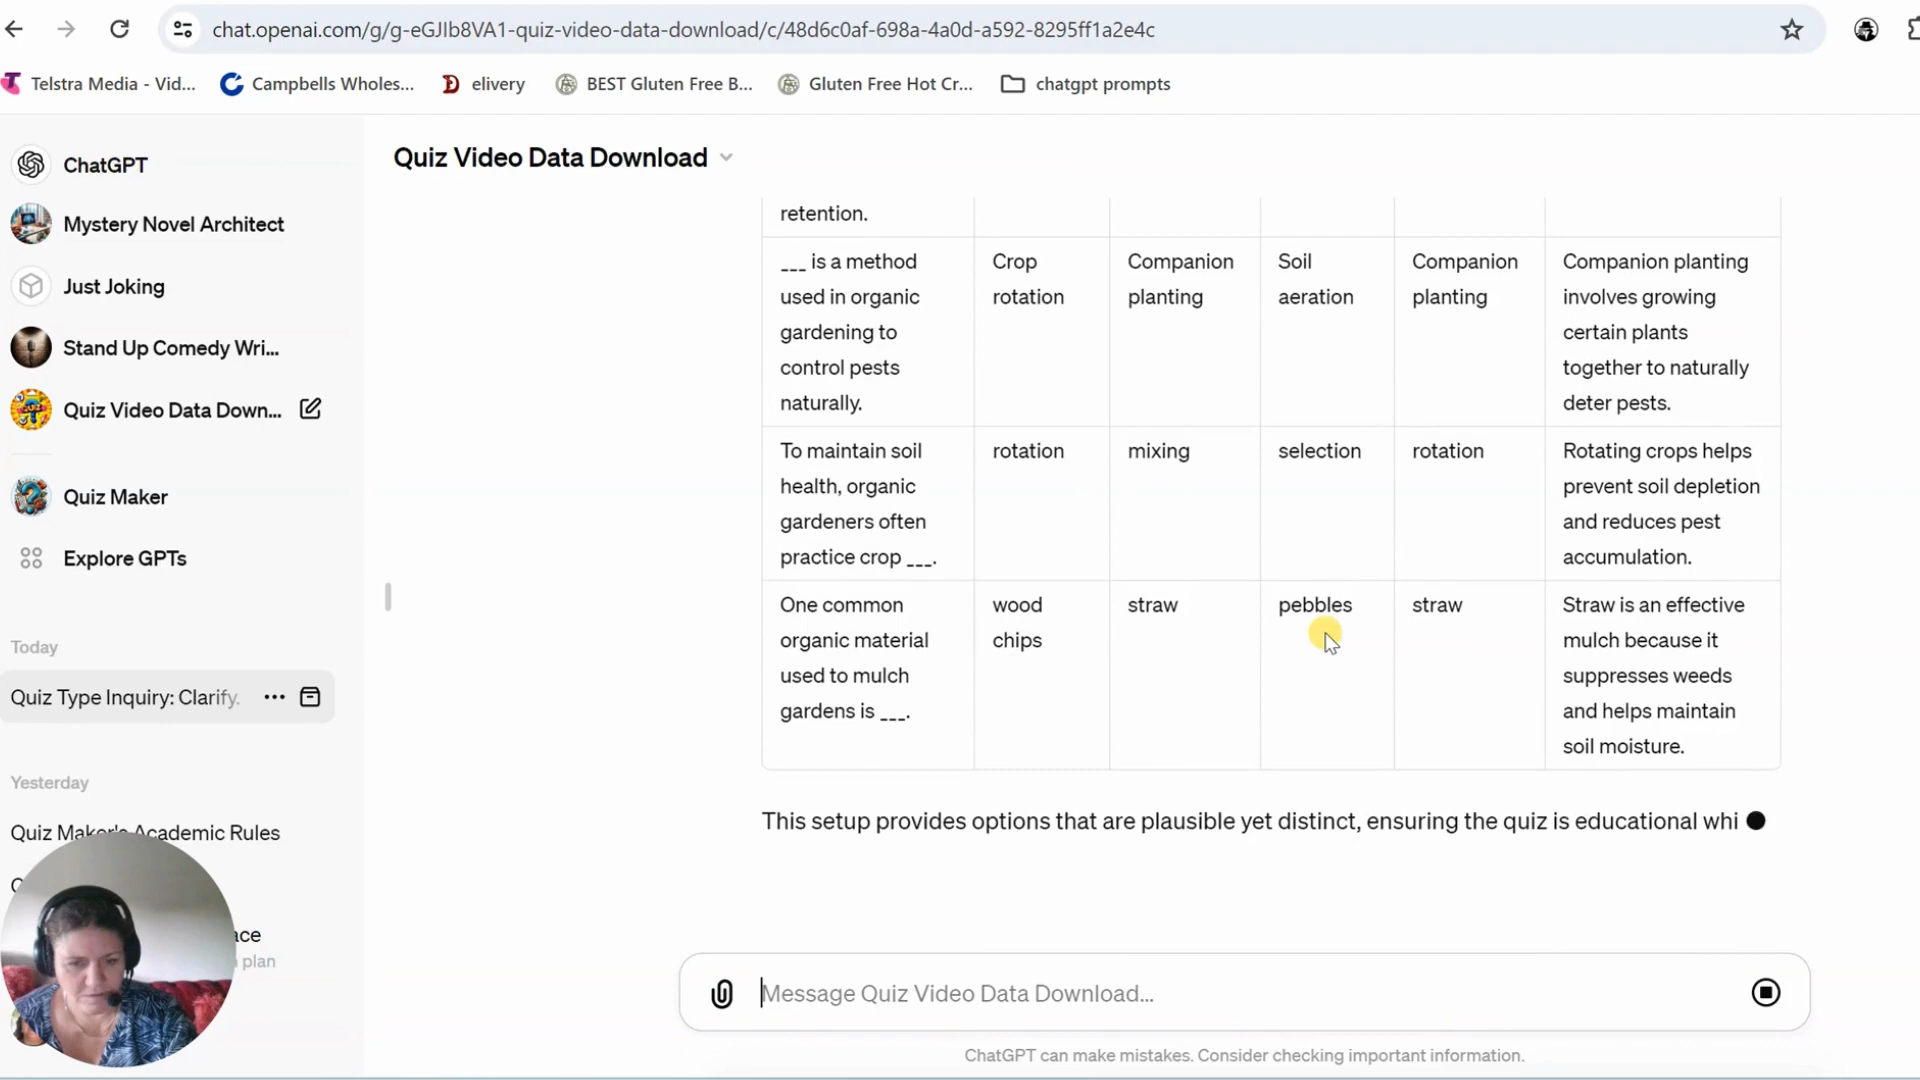 chat.openai.com/g/g-eGJIb8VA1-quiz-video-data-download/c/48d6c0af-698a-4a0d-a592-8295ff1a2e4c
Telstra Media - Vid...
Campbells Wholes...
elivery
BEST Gluten Free B...
Gluten Free Hot Cr...
chatgpt prompts
ChatGPT
Mystery Novel Architect
Just Joking
Stand Up Comedy Wri...
Quiz Video Data Down...
Quiz Maker
Explore GPTs
Today
Quiz Type Inquiry: Clarify.
Yesterday
Quiz Maker's Academic Rules
plan
Quiz Video Data Download
retention.
___ is a method
used in organic
gardening to
control pests
naturally.
Crop
rotation
Companion
planting
Soil
aeration
Companion
planting
Companion planting
involves growing
certain plants
together to naturally
deter pests.
To maintain soil
health, organic
gardeners often
practice crop ___.
rotation
mixing
selection
rotation
Rotating crops helps
prevent soil depletion
and reduces pest
accumulation.
One common
organic material
used to mulch
gardens is ___.
wood
chips
straw
pebbles
straw
Straw is an effective
mulch because it
suppresses weeds
and helps maintain
soil moisture.
This setup provides options that are plausible yet distinct, ensuring the quiz is educational whi
Message Quiz Video Data Download...
ChatGPT can make mistakes. Consider checking important information.